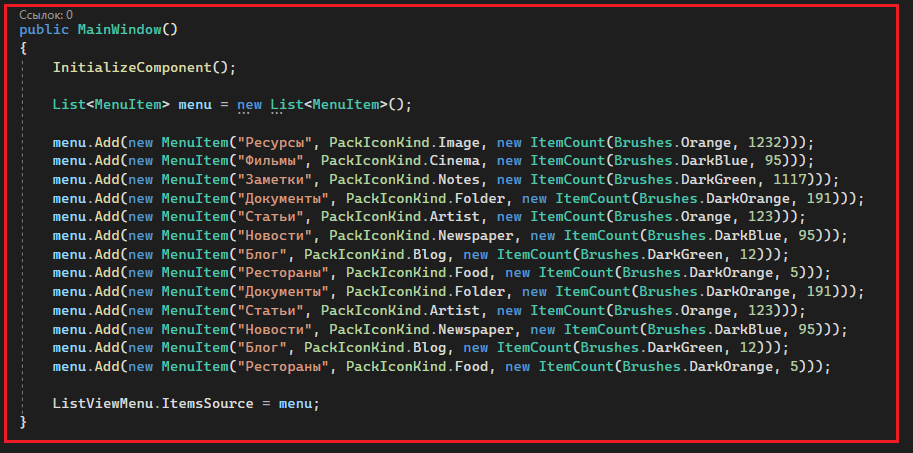 Ссылок: 0
public MainWindow()
{
InitializeComponent();
List<MenuItem> menu = new List<MenuItem>();
menu.Add(new MenuItem("Ресурсы", PackIconKind.Image, new ItemCount(Brushes.Orange, 1232)));
menu.Add(new MenuItem("Фильмы", PackIconKind.Cinema, new ItemCount(Brushes.DarkBlue, 95)));
menu.Add(new MenuItem("Заметки", PackIconKind.Notes, new ItemCount(Brushes.DarkGreen, 1117)));
menu.Add(new MenuItem("Документы", PackIconKind.Folder, new ItemCount(Brushes.DarkOrange, 191)));
menu.Add(new MenuItem("Статьи", PackIconKind.Artist, new ItemCount(Brushes.Orange, 123)));
menu.Add(new MenuItem("Новости", PackIconKind.Newspaper, new ItemCount(Brushes.DarkBlue, 95)));
menu.Add(new MenuItem("Блог", PackIconKind.Blog, new ItemCount(Brushes.DarkGreen, 12)));
menu.Add(new MenuItem("Рестораны", PackIconKind.Food, new ItemCount(Brushes.DarkOrange, 5)));
menu.Add(new MenuItem("Документы", PackIconKind.Folder, new ItemCount(Brushes.DarkOrange, 191)));
menu.Add(new MenuItem("Статьи", PackIconKind.Artist, new ItemCount(Brushes.Orange, 123)));
menu.Add(new MenuItem("Новости", PackIconKind.Newspaper, new ItemCount(Brushes.DarkBlue, 95)));
menu.Add(new MenuItem("Блог", PackIconKind.Blog, new ItemCount(Brushes.DarkGreen, 12)));
menu.Add(new MenuItem("Рестораны", PackIconKind.Food, new ItemCount(Brushes.DarkOrange, 5)));
ListViewMenu.ItemsSource = menu;
}